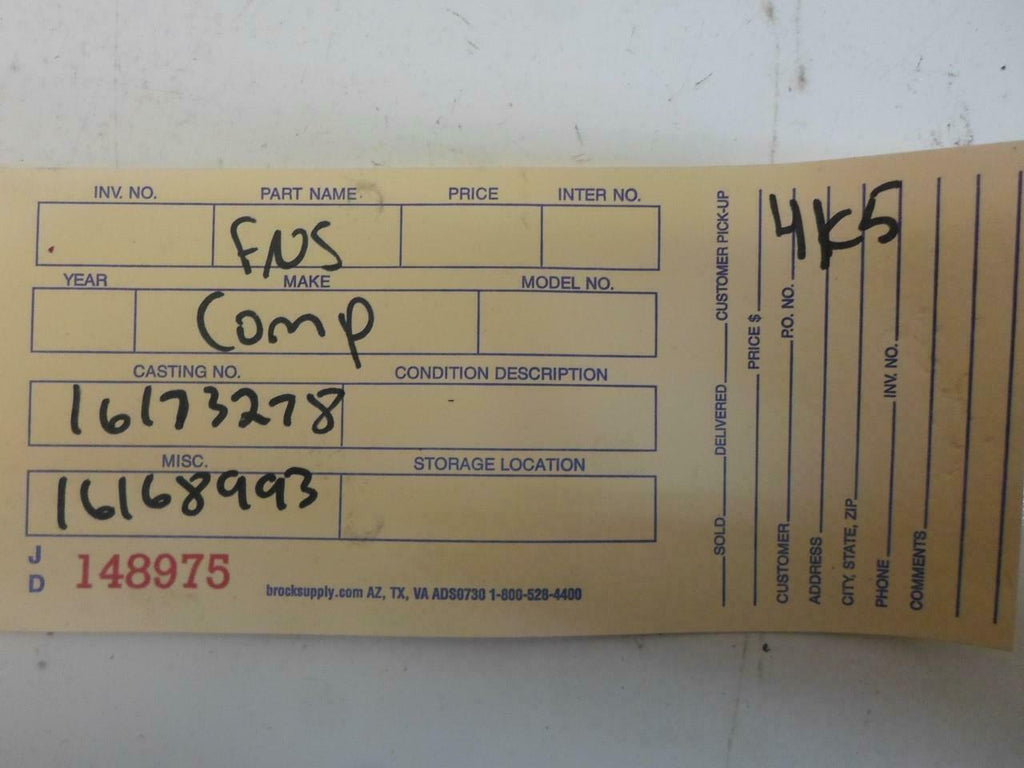 INV. NO. PART NAME PRICE INTER NO.
FNS
YEAR MAKE MODEL NO.
Comp
CASTING NO. CONDITION DESCRIPTION
16173278
MISC. STORAGE LOCATION
16168993
JD 148975
brocksupply.com AZ, TX, VA ADS0730 1-800-528-4400
SOLD DELIVERED CUSTOMER PICK-UP
PRICE $
CUSTOMER P.O. NO.
ADDRESS
CITY, STATE, ZIP
PHONE INV. NO.
COMMENTS
4K5